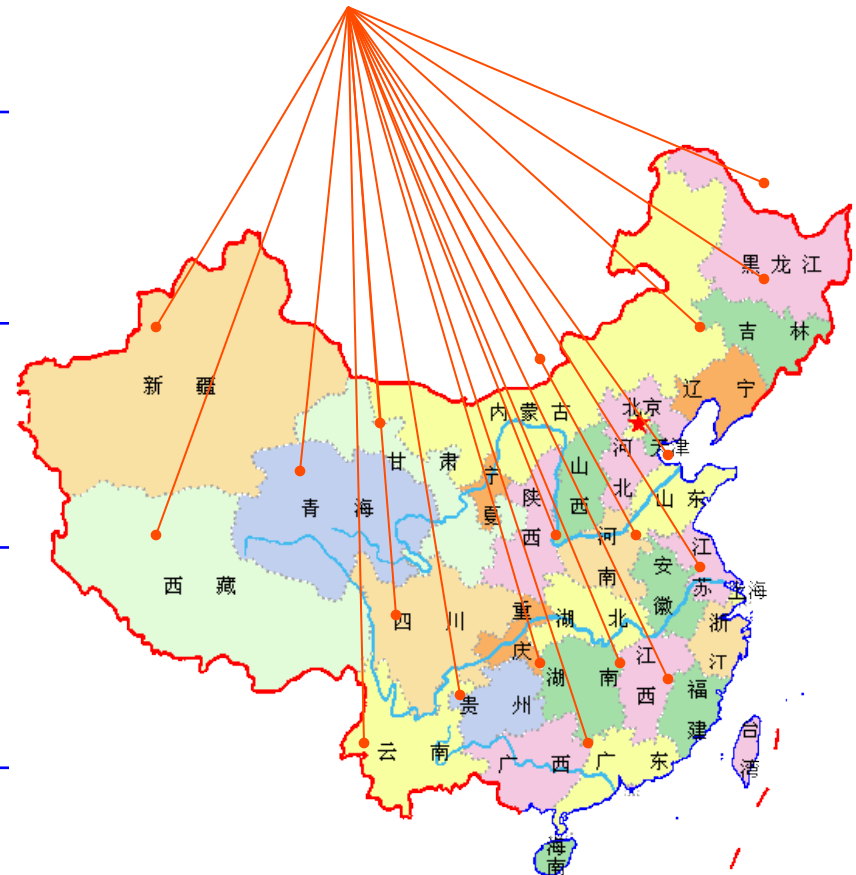 黑龙江
吉林
辽宁
新疆
内蒙古
北京
天津
河北
甘肃
宁夏
山西
陕西
山东
青海
河南
江苏
安徽
西藏
上海
四川
重庆
湖北
浙江
湖南
江西
福建
贵州
云南
广西
广东
台湾
海南